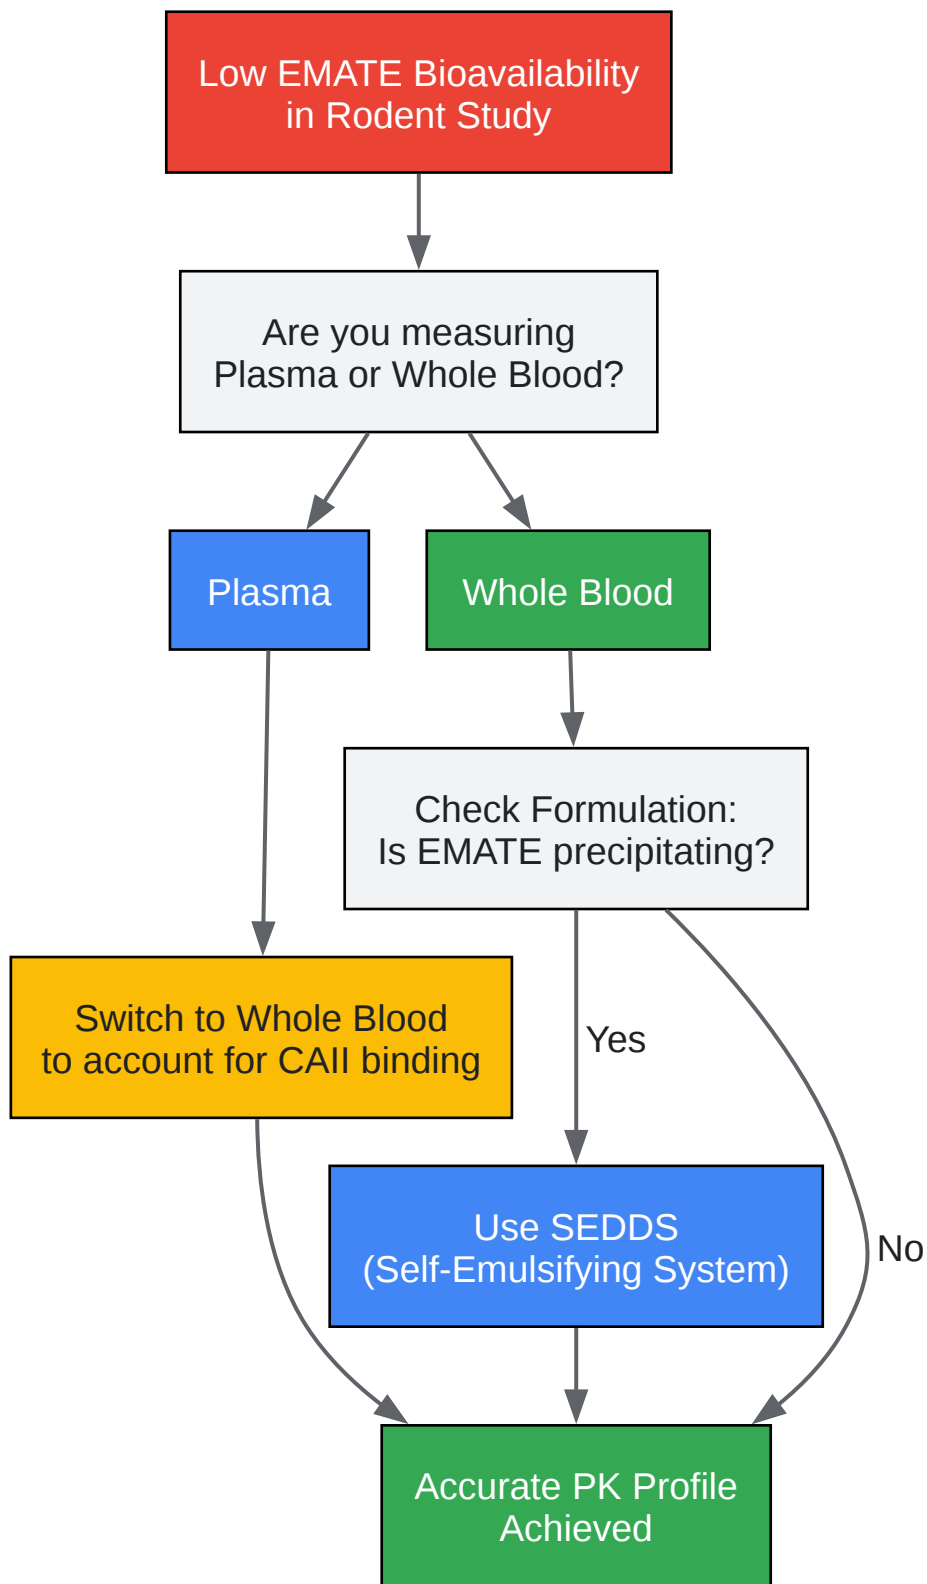 Low EMATE Bioavailability
in Rodent Study
Are you measuring
Plasma or Whole Blood?
Plasma
Whole Blood
Check Formulation:
Is EMATE precipitating?
Switch to Whole Blood
to account for CAII binding
Yes
Use SEDDS
(Self-Emulsifying System)
No
Accurate PK Profile
Achieved